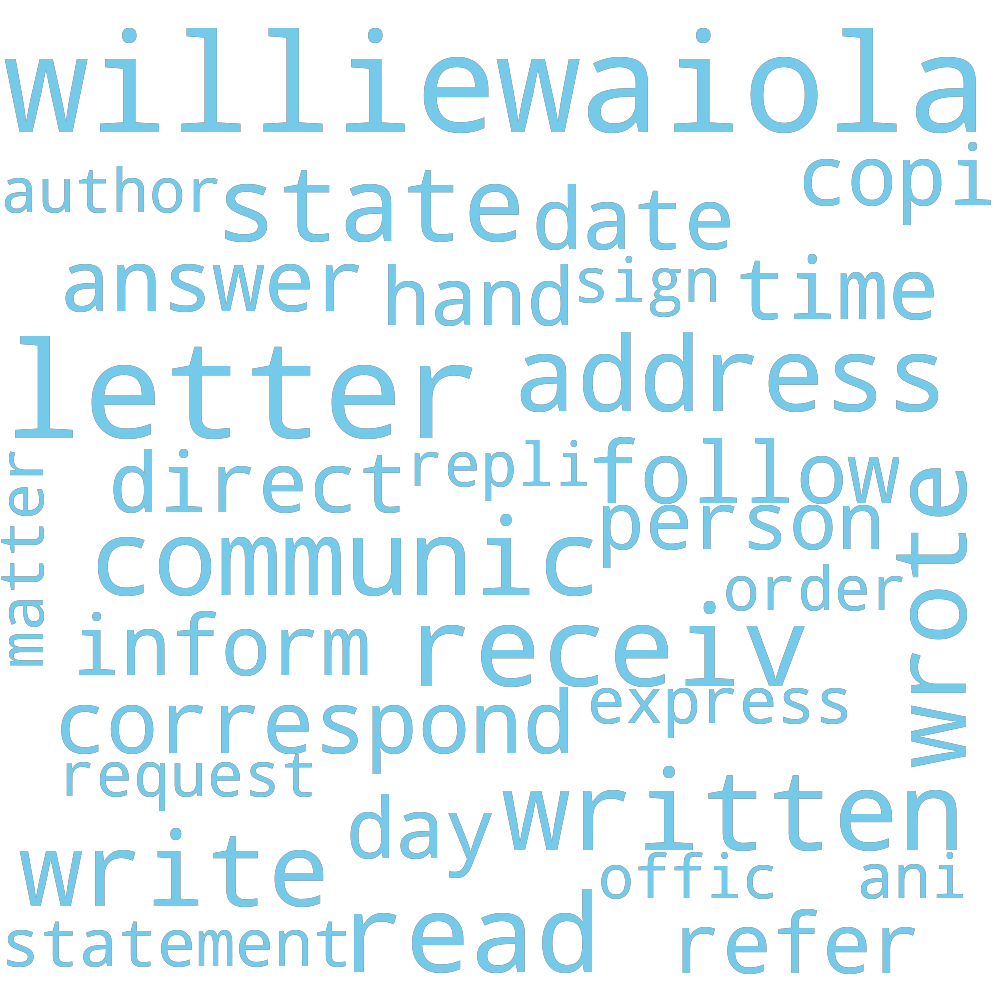 williewaiola
author state date copi
answer hand sign time
letter address
direct repli follow
matter communic person wrote
order
inform receiv
correspond express
request
day written
write offic ani
statement read refer